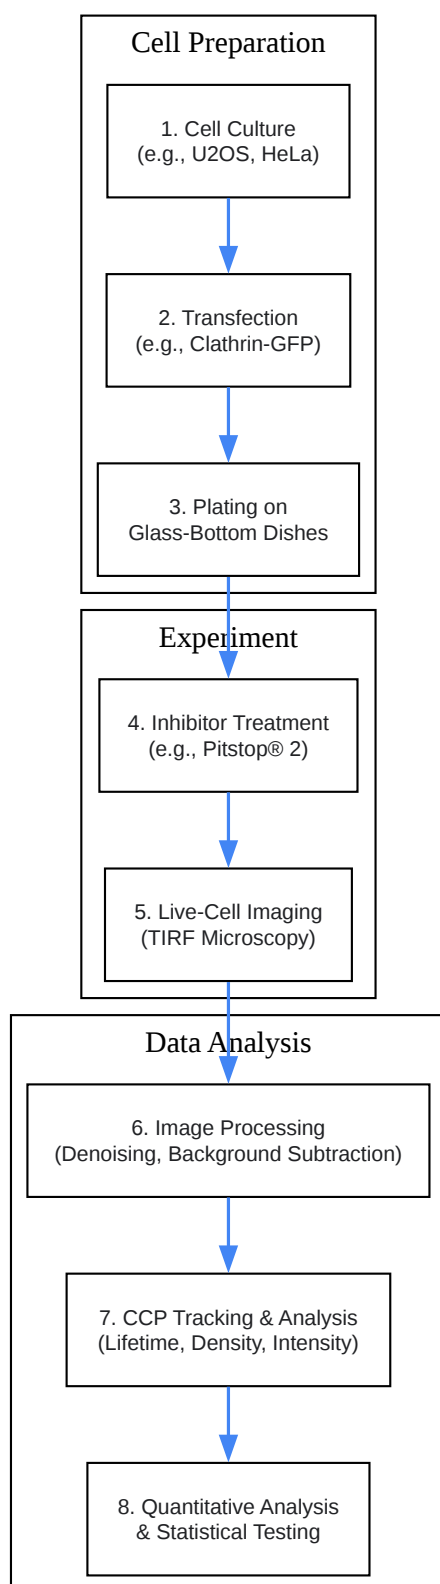 Cell Preparation
1. Cell Culture
(e.g., U2OS, HeLa)
2. Transfection
(e.g., Clathrin-GFP)
3. Plating on
Glass-Bottom Dishes
Experiment
4. Inhibitor Treatment
(e.g., Pitstop® 2)
5. Live-Cell Imaging
(TIRF Microscopy)
Data Analysis
6. Image Processing
(Denoising, Background Subtraction)
7. CCP Tracking & Analysis
(Lifetime, Density, Intensity)
8. Quantitative Analysis
& Statistical Testing